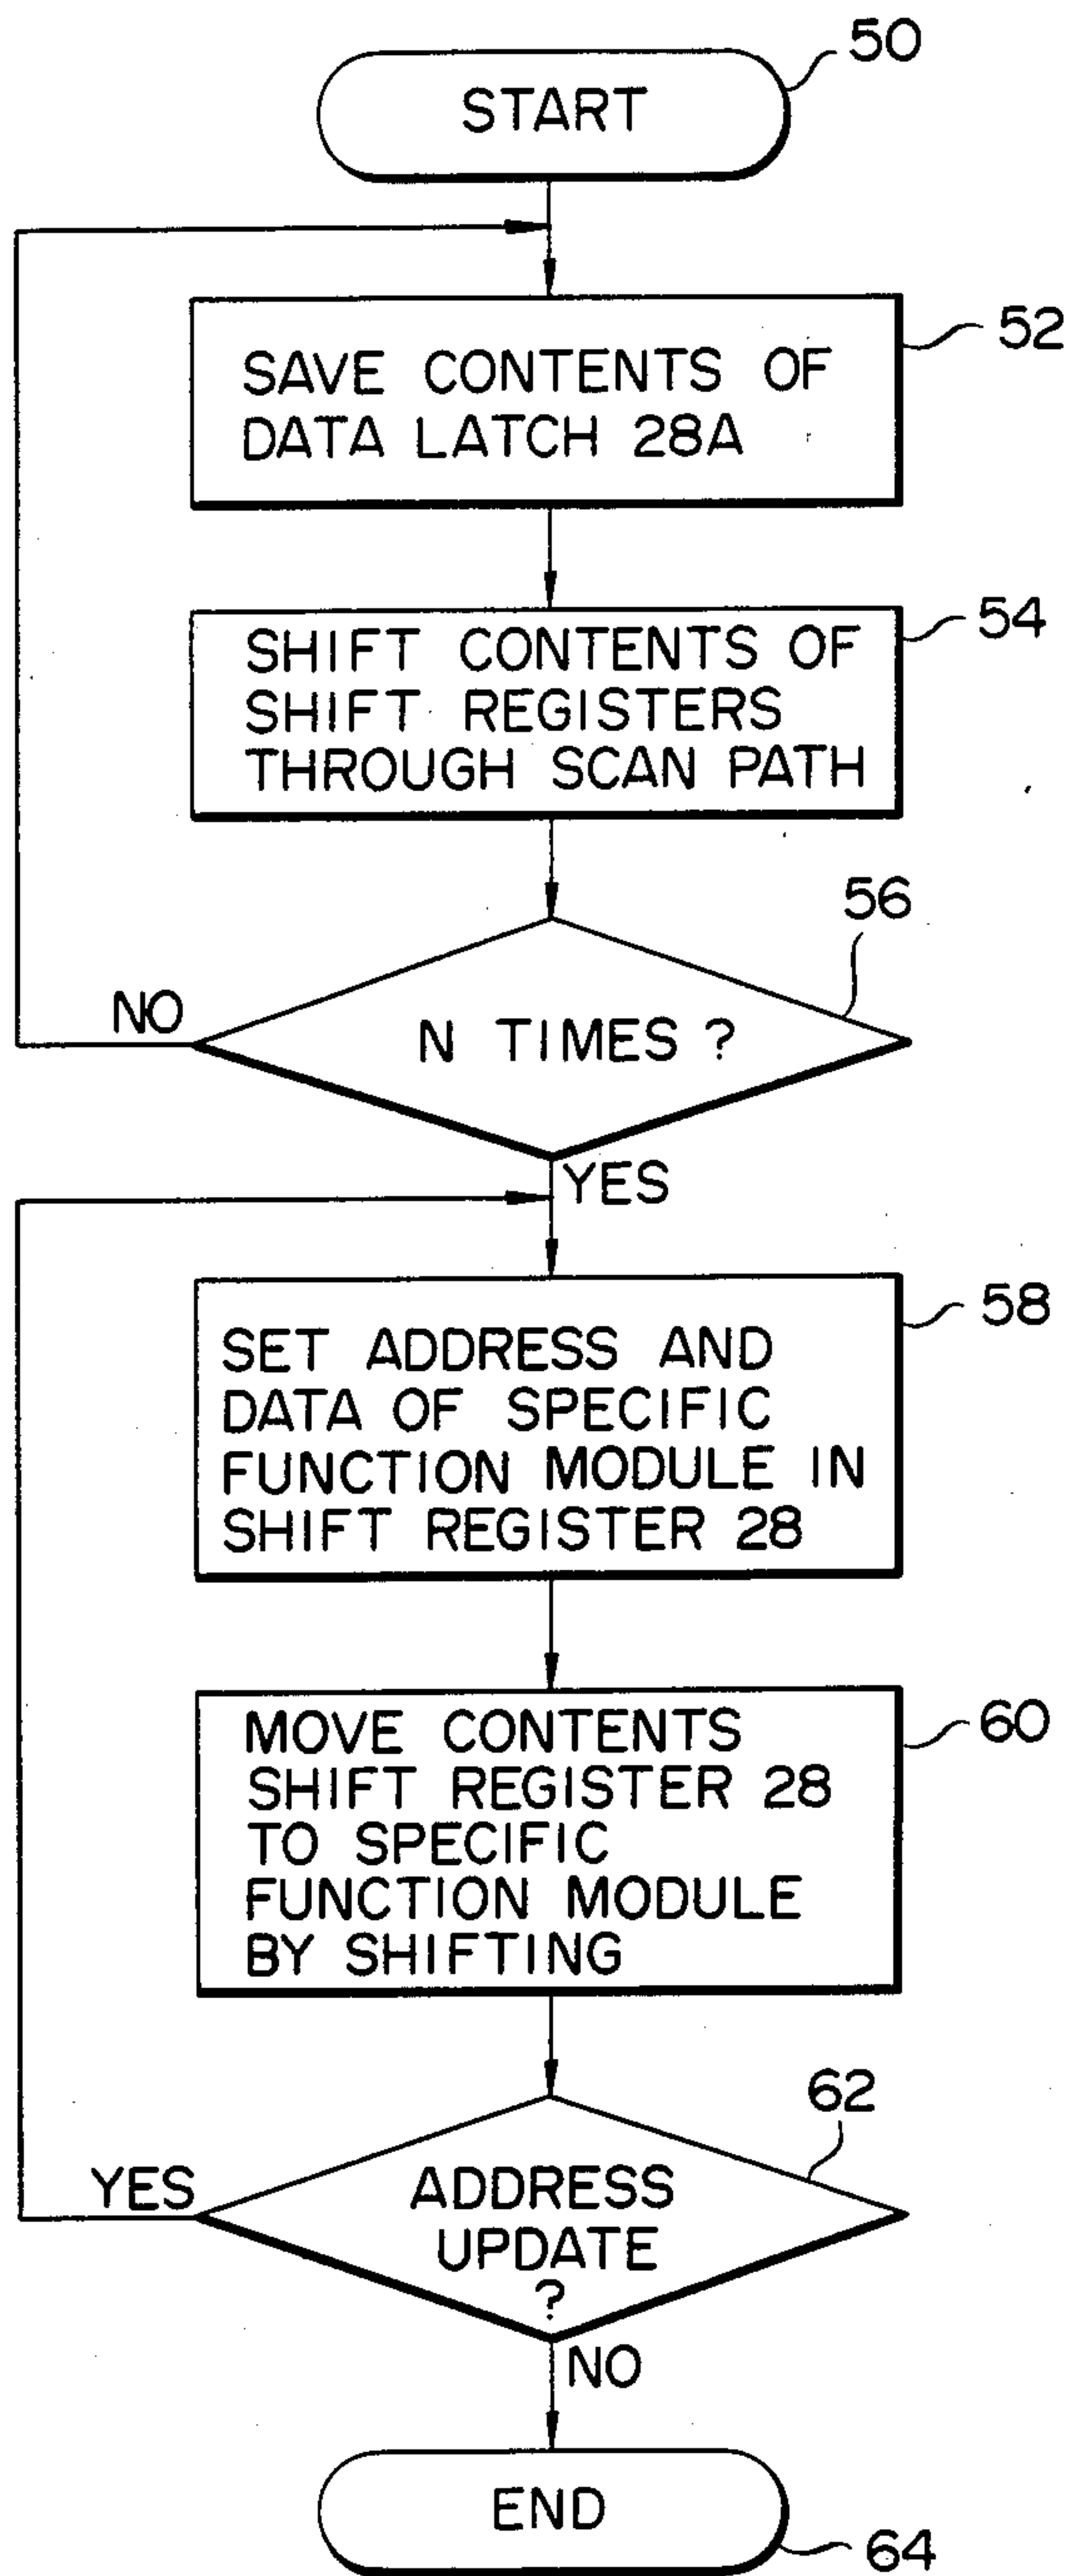 50
START
52
SAVE CONTENTS OF
DATA LATCH 28A
54
SHIFT CONTENTS OF
SHIFT REGISTERS
THROUGH SCAN PATH
56
NO
N TIMES ?
YES
58
SET ADDRESS AND
DATA OF SPECIFIC
FUNCTION MODULE IN
SHIFT REGISTER 28
60
MOVE CONTENTS
SHIFT REGISTER 28
TO SPECIFIC
FUNCTION MODULE
BY SHIFTING
62
YES
ADDRESS
UPDATE
?
NO
END
64